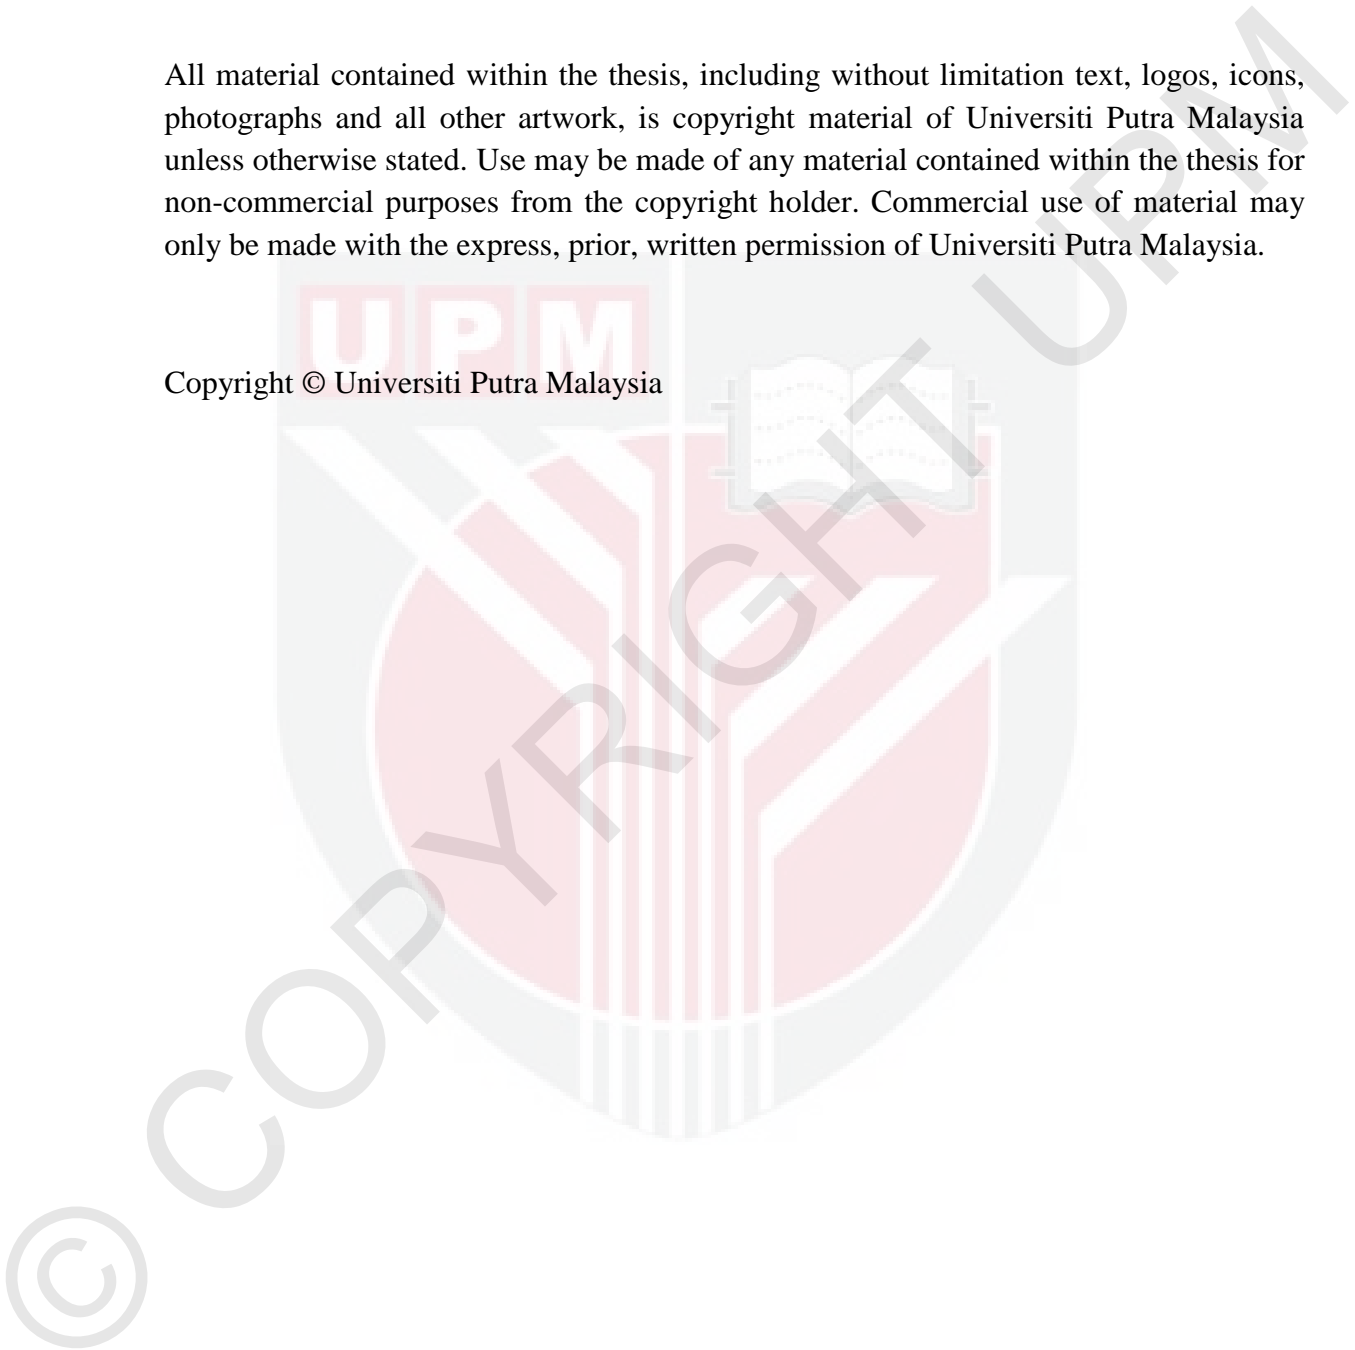 All material contained within the thesis, including without limitation text, logos, icons,
photographs and all other artwork, is copyright material of Universiti Putra Malaysia
unless otherwise stated. Use may be made of any material contained within the thesis for
non-commercial purposes from the copyright holder. Commercial use of material may
only be made with the express, prior, written permission of Universiti Putra Malaysia.
UPM
Copyright © Universiti Putra Malaysia
© COPYRIGHT UPM